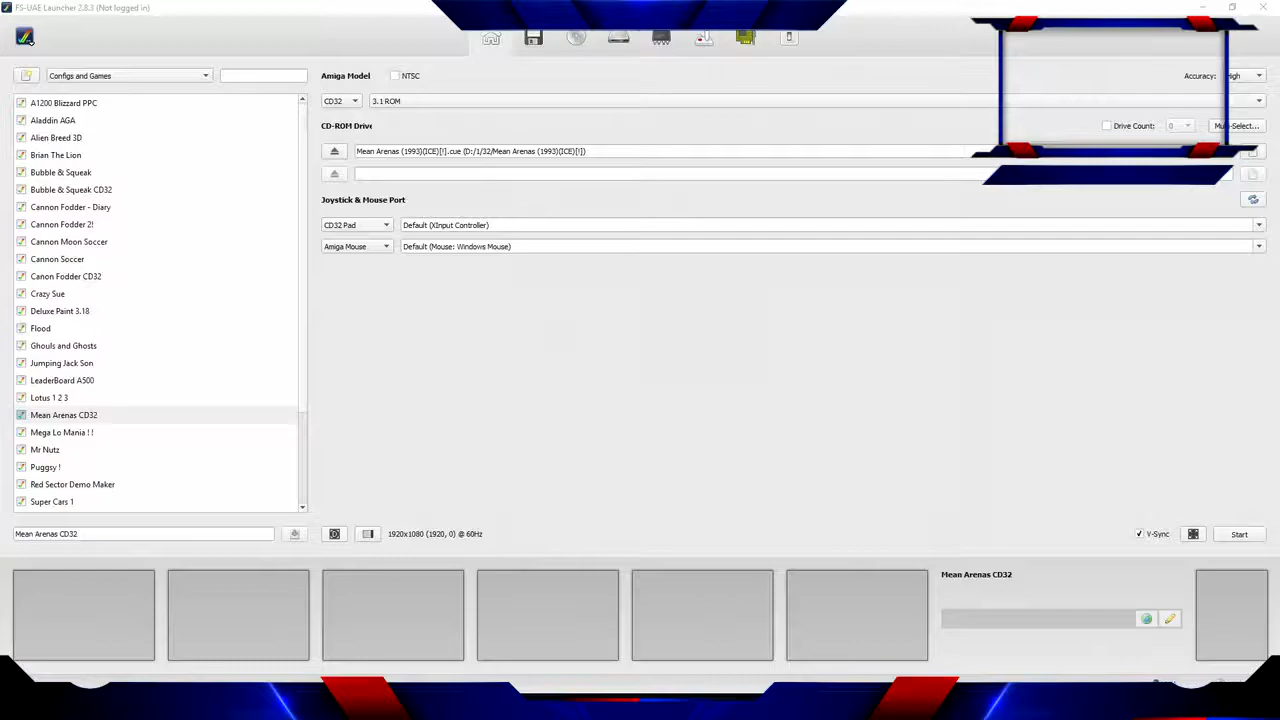 FS-UAE Launcher 2.8.3 (Not logged in)
Configs and Games
Amiga Model
NTSC
Accuracy:
CD32
3.1 ROM
CD-ROM Drive
Drive Count:
0
Mean Arenas (1993)(ICE)[!].cue (D:/1/32/Mean Arenas (1993)(ICE)[!])
Joystick & Mouse Port
CD32 Pad
Default (XInput Controller)
Amiga Mouse
Default (Mouse: Windows Mouse)
A1200 Blizzard PPC
Aladdin AGA
Alien Breed 3D
Brian The Lion
Bubble & Squeak
Bubble & Squeak CD32
Cannon Fodder - Diary
Cannon Fodder 2!
Cannon Moon Soccer
Cannon Soccer
Canon Fodder CD32
Crazy Sue
Deluxe Paint 3.18
Flood
Ghouls and Ghosts
Jumping Jack Son
LeaderBoard A500
Lotus 1 2 3
Mean Arenas CD32
Mega Lo Mania ! !
Mr Nutz
Puggsy !
Red Sector Demo Maker
Super Cars 1
Mean Arenas CD32
1920x1080 (1920, 0) @ 60Hz
V-Sync
Start
Mean Arenas CD32